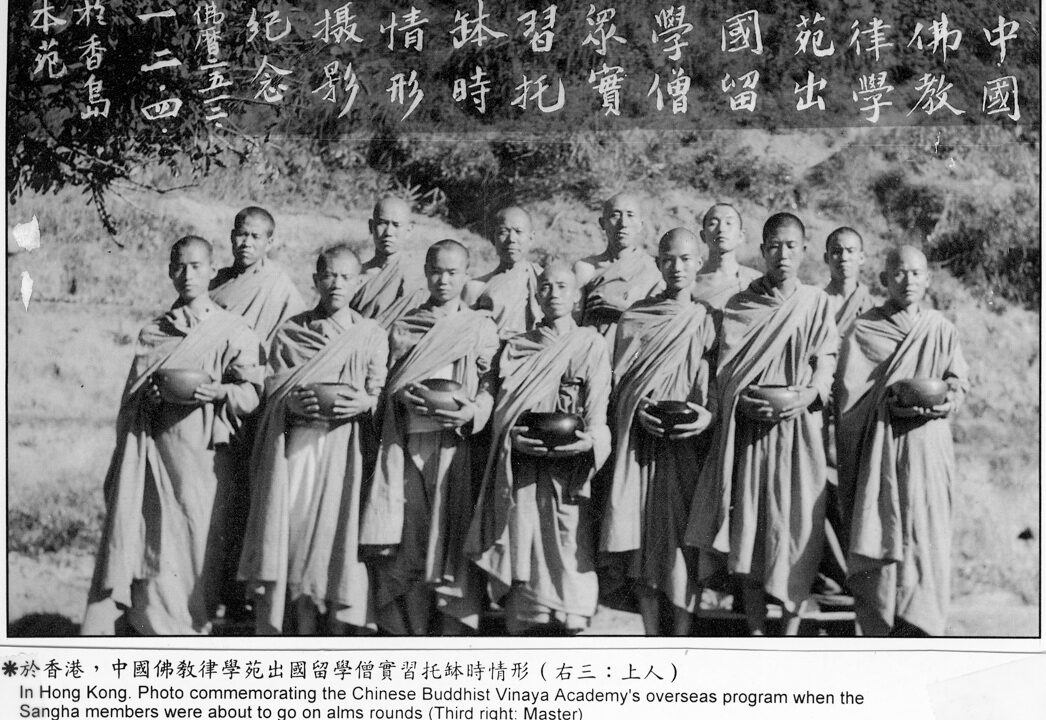 中國
佛教
律學
苑出
國留
學僧
眾實
習托
鉢時
情形
摄影
紀念
佛曆
一二·四·
於香島
本苑
✱於香港，中國佛教律學苑出國留學僧實習托缽時情形（右三：上人）
In Hong Kong. Photo commemorating the Chinese Buddhist Vinaya Academy's overseas program when the
Sangha members were about to go on alms rounds (Third right: Master)